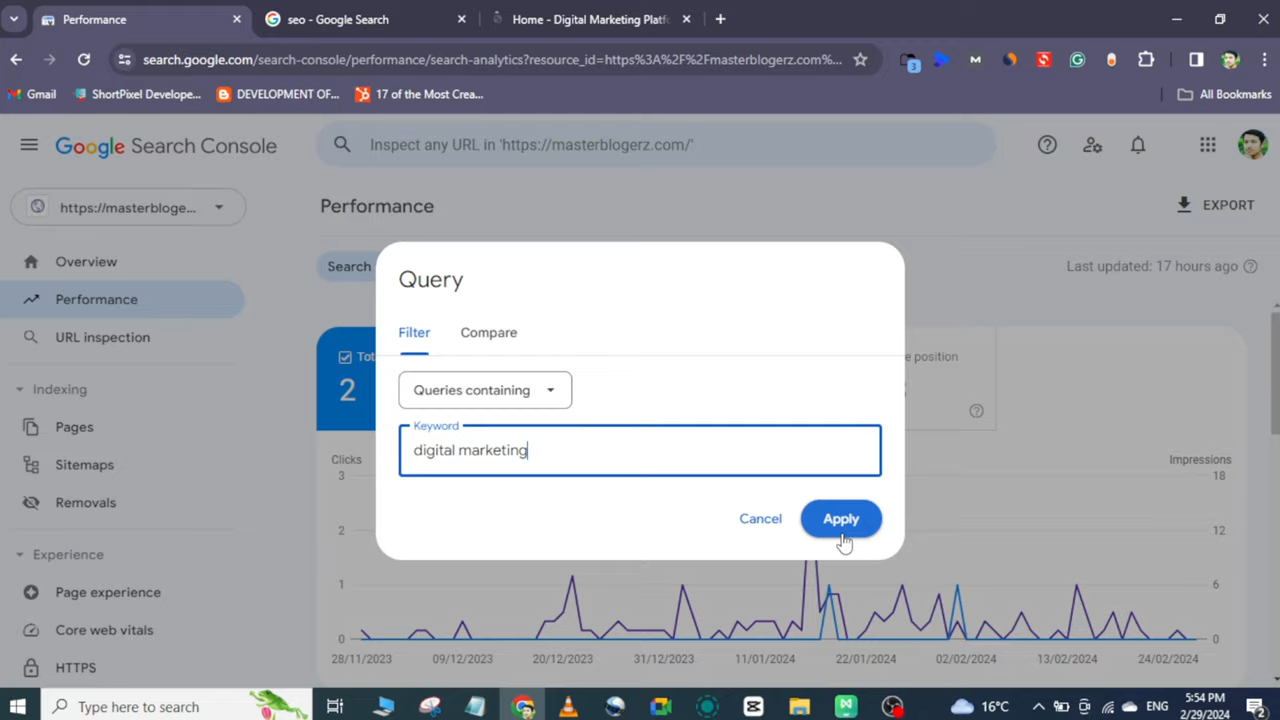 Performance
seo - Google Search
Home - Digital Marketing Platf
search.google.com/search-console/performance/search-analytics?resource_id=https%3A%2F%2Fmasterblogerz.com%...
3
Gmail
ShortPixel Develope...
DEVELOPMENT OF...
17 of the Most Crea...
All Bookmarks
Google Search Console
Inspect any URL in 'https://masterblogerz.com/'
https://masterbloge...
Performance
EXPORT
Overview
Search
Last updated: 17 hours ago
Performance
URL inspection
Indexing
Pages
Sitemaps
Removals
Experience
Page experience
Core web vitals
HTTPS
Query
Filter
Compare
Queries containing
Keyword
digital marketing
Cancel
Apply
Tot
2
e position
Clicks
Impressions
3
18
2
12
1
6
0
0
28/11/2023
09/12/2023
20/12/2023
31/12/2023
11/01/2024
22/01/2024
02/02/2024
13/02/2024
24/02/2024
Type here to search
16°C
ENG
5:54 PM
2/29/2024
2